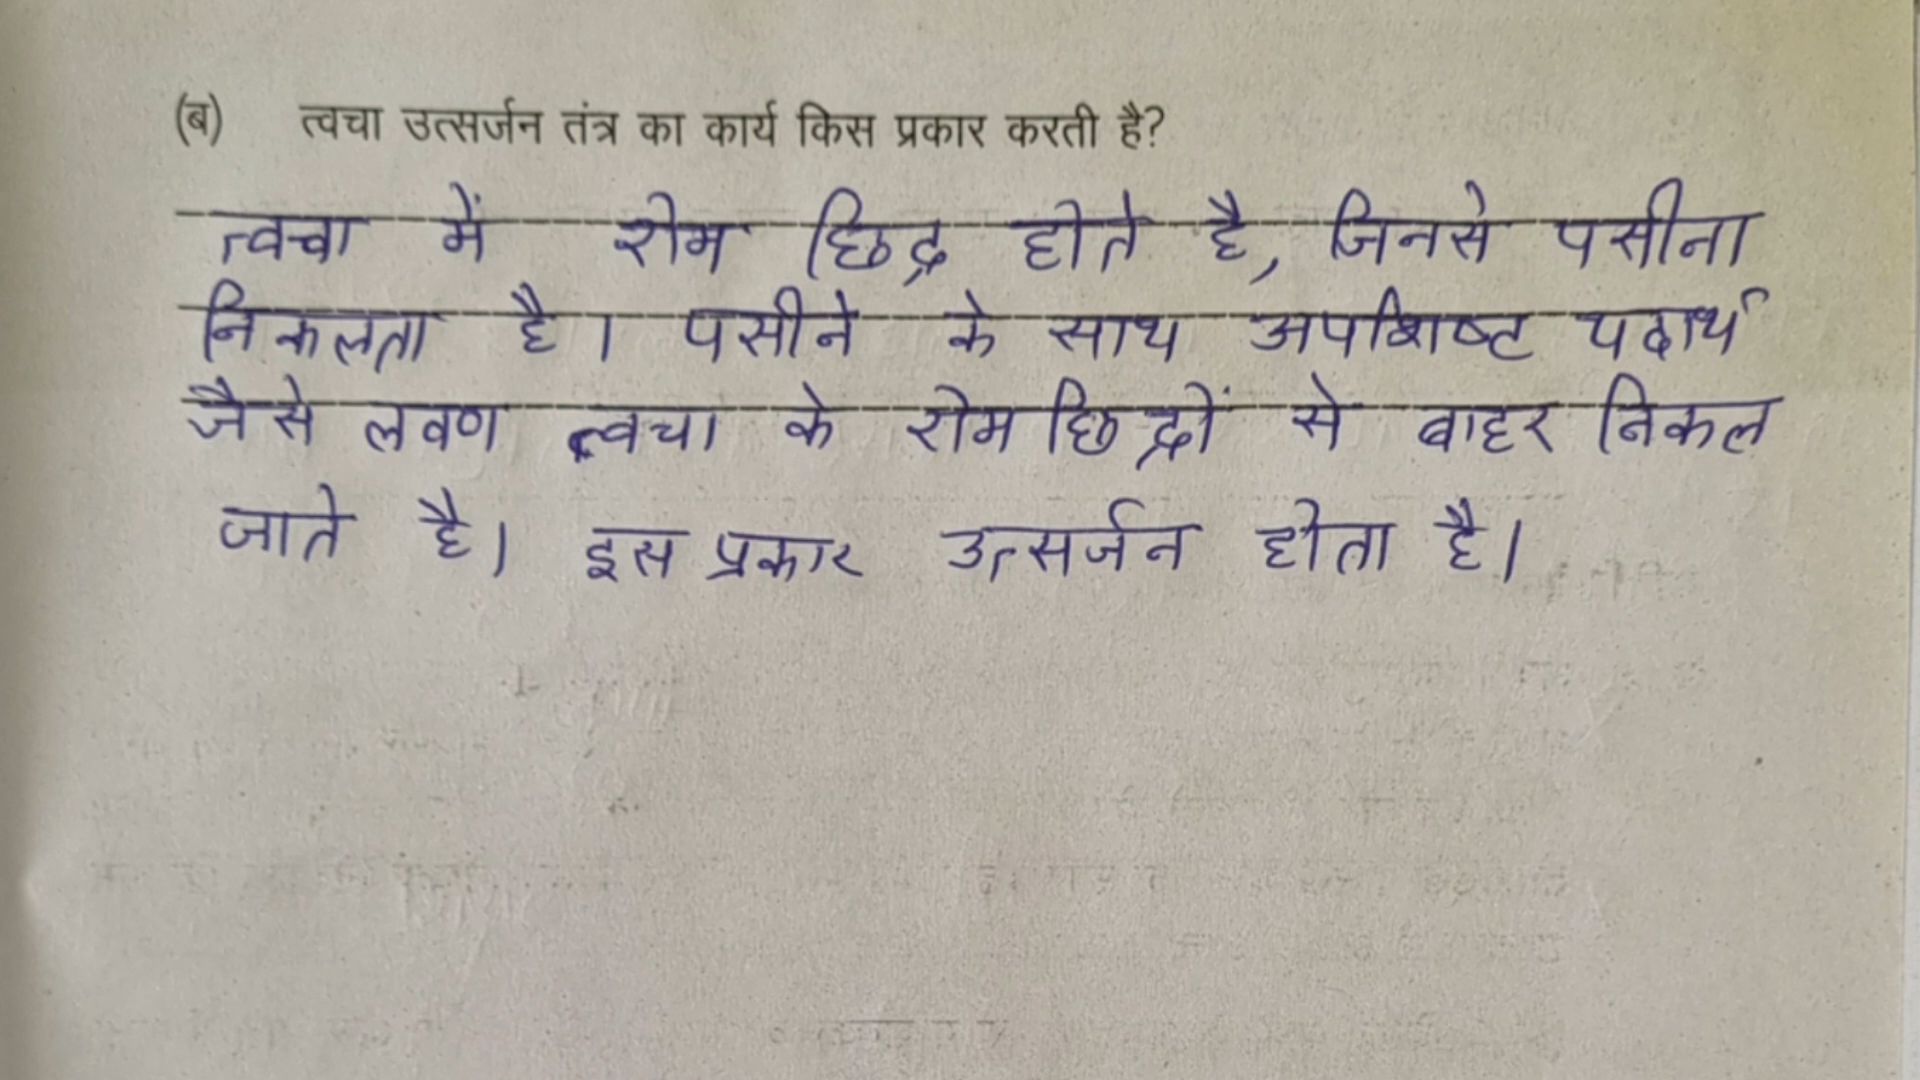 (ब) त्वचा उत्सर्जन तंत्र का कार्य किस प्रकार करती है?
त्वचा में रोम छिद्र होते है, जिनसे पसीना
निकलता है। पसीने के साथ अपशिष्ट पदार्थ
जैसे लवण त्वचा के रोम छिद्रों से बाहर निकल
जाते है। इस प्रकार उत्सर्जन होता है।